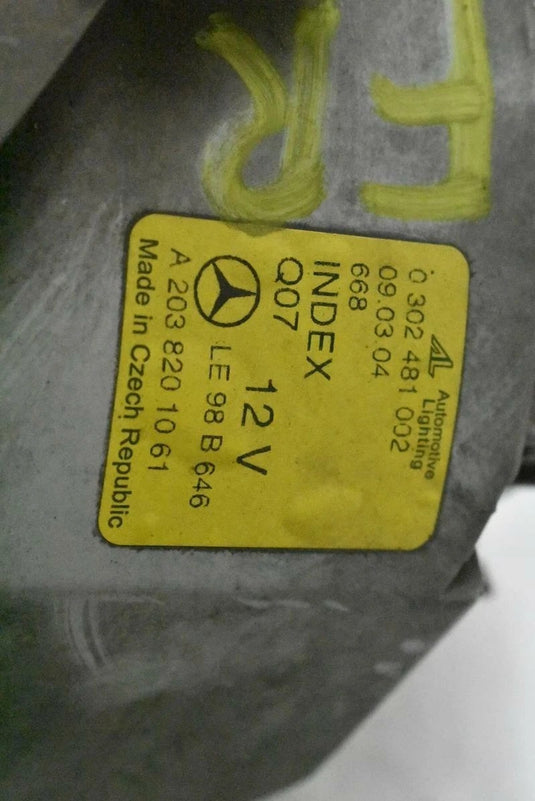 FR
AL Automotive
Lighting
0 302 481 002
09.03.04
668
INDEX
Q07
12 V
LE 98 B 646
A 203 820 10 61
Made in Czech Republic